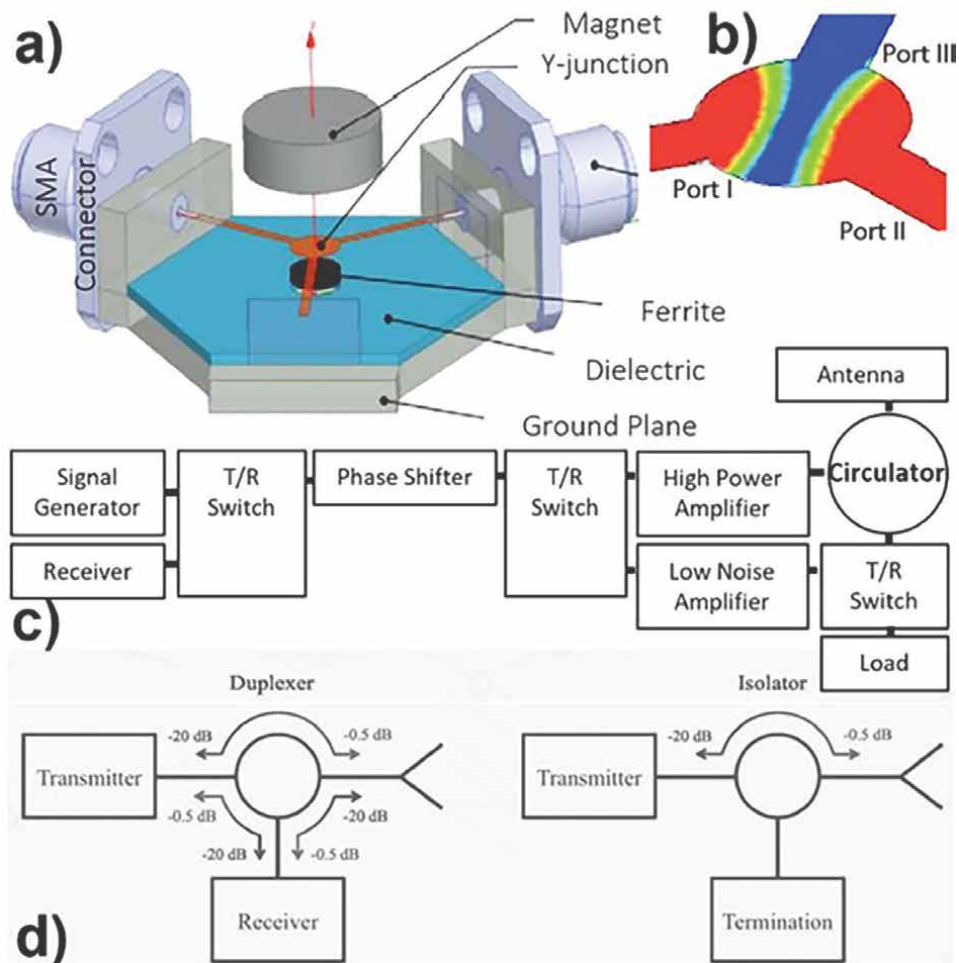 a)
Magnet
Y-junction
SMA
Connector
Ferrite
Dielectric
Ground Plane
b)
Port III
Port I
Port II
Antenna
Circulator
Signal
Generator
T/R
Switch
Phase Shifter
T/R
Switch
High Power
Amplifier
Receiver
Low Noise
Amplifier
T/R
Switch
Load
c)
Duplexer
-20 dB
-0.5 dB
Transmitter
-0.5 dB
-20 dB
-20 dB
-0.5 dB
Receiver
Isolator
-20 dB
-0.5 dB
Transmitter
Termination
d)